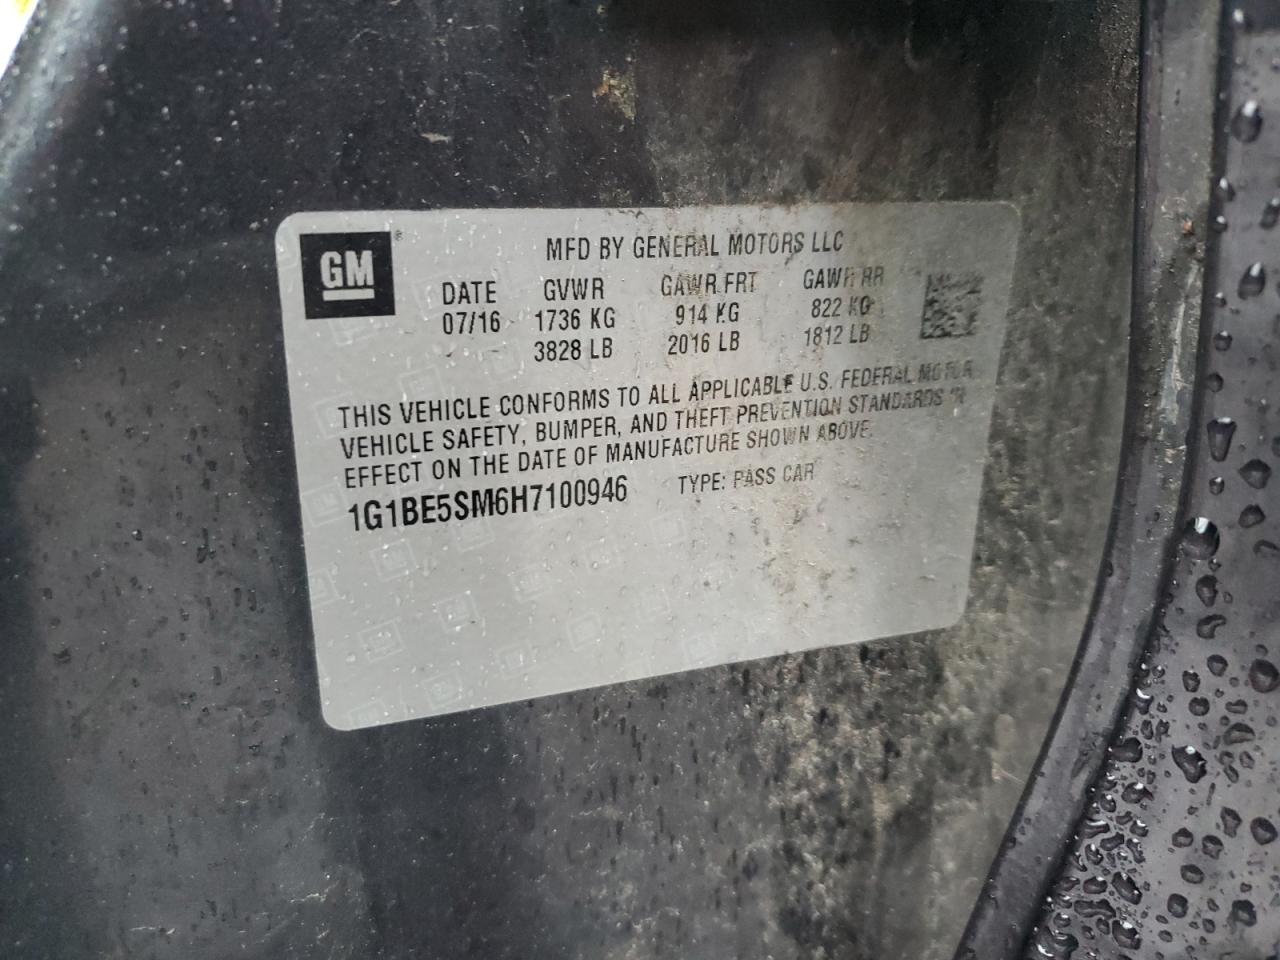 GM
MFD BY GENERAL MOTORS LLC
DATE GVWR GAWR FRT GAWR RR
07/16 1736 KG 914 KG 822 KG
3828 LB 2016 LB 1812 LB
THIS VEHICLE CONFORMS TO ALL APPLICABLE U.S. FEDERAL MOTOR
VEHICLE SAFETY, BUMPER, AND THEFT PREVENTION STANDARDS IN
EFFECT ON THE DATE OF MANUFACTURE SHOWN ABOVE.
1G1BE5SM6H7100946 TYPE: PASS CAR